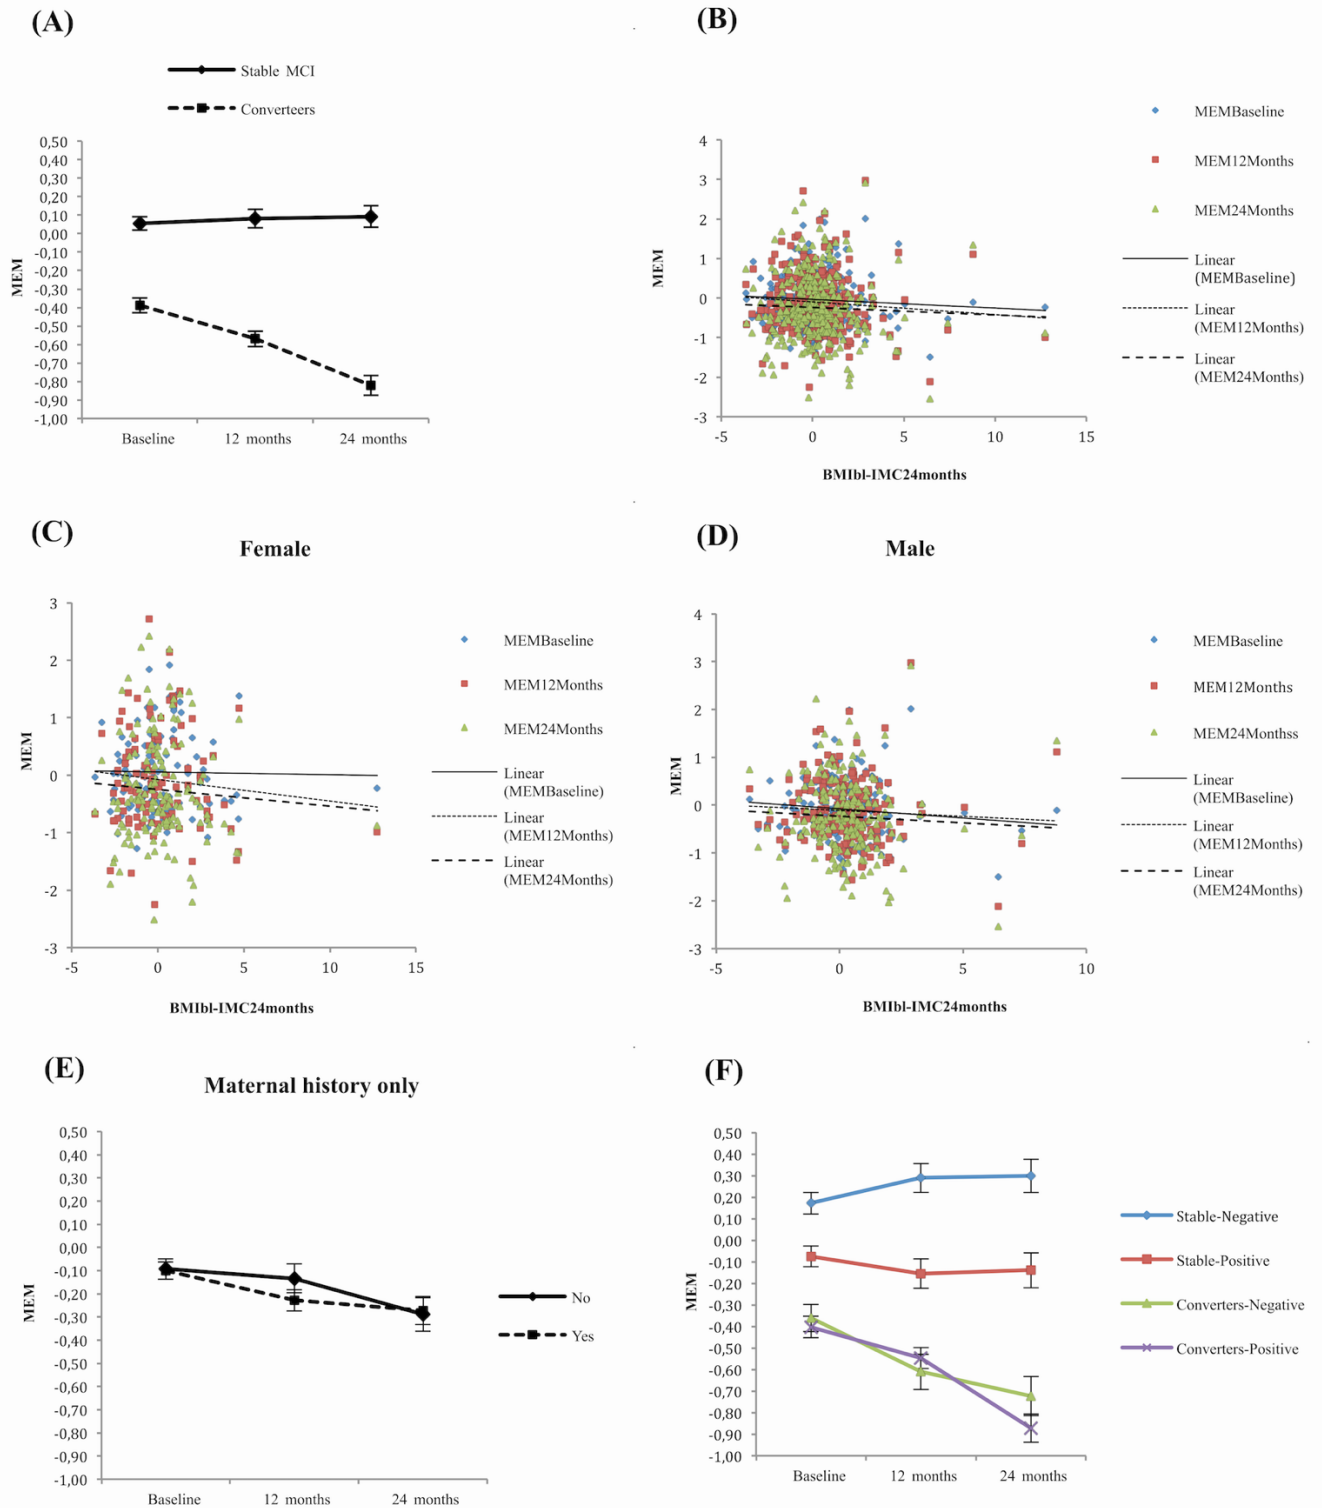 (A)
Stable MCI
Converteers
0,50
0,40
0,30
0,20
0,10
0,00
-0,10
-0,20
-0,30
-0,40
-0,50
-0,60
-0,70
-0,80
-0,90
-1,00
MEM
Baseline 12 months 24 months
(B)
4
3
2
1
0
-1
-2
-3
MEM
-5 0 5 10 15
BMIbl-IMC24months
MEMBaseline
MEM12Months
MEM24Months
Linear
(MEMBaseline)
Linear
(MEM12Months)
Linear
(MEM24Months)
(C)
Female
3
2
1
0
-1
-2
-3
MEM
-5 0 5 10 15
BMIbl-IMC24months
MEMBaseline
MEM12Months
MEM24Months
Linear
(MEMBaseline)
Linear
(MEM12Months)
Linear
(MEM24Months)
(D)
Male
4
3
2
1
0
-1
-2
-3
MEM
-5 0 5 10
BMIbl-IMC24months
MEMBaseline
MEM12Months
MEM24Monthss
Linear
(MEMBaseline)
Linear
(MEM12Months)
Linear
(MEM24Months)
(E)
Maternal history only
0,50
0,40
0,30
0,20
0,10
0,00
-0,10
-0,20
-0,30
-0,40
-0,50
-0,60
-0,70
-0,80
-0,90
-1,00
MEM
Baseline 12 months 24 months
No
Yes
(F)
0,50
0,40
0,30
0,20
0,10
0,00
-0,10
-0,20
-0,30
-0,40
-0,50
-0,60
-0,70
-0,80
-0,90
-1,00
MEM
Baseline 12 months 24 months
Stable-Negative
Stable-Positive
Converters-Negative
Converters-Positive